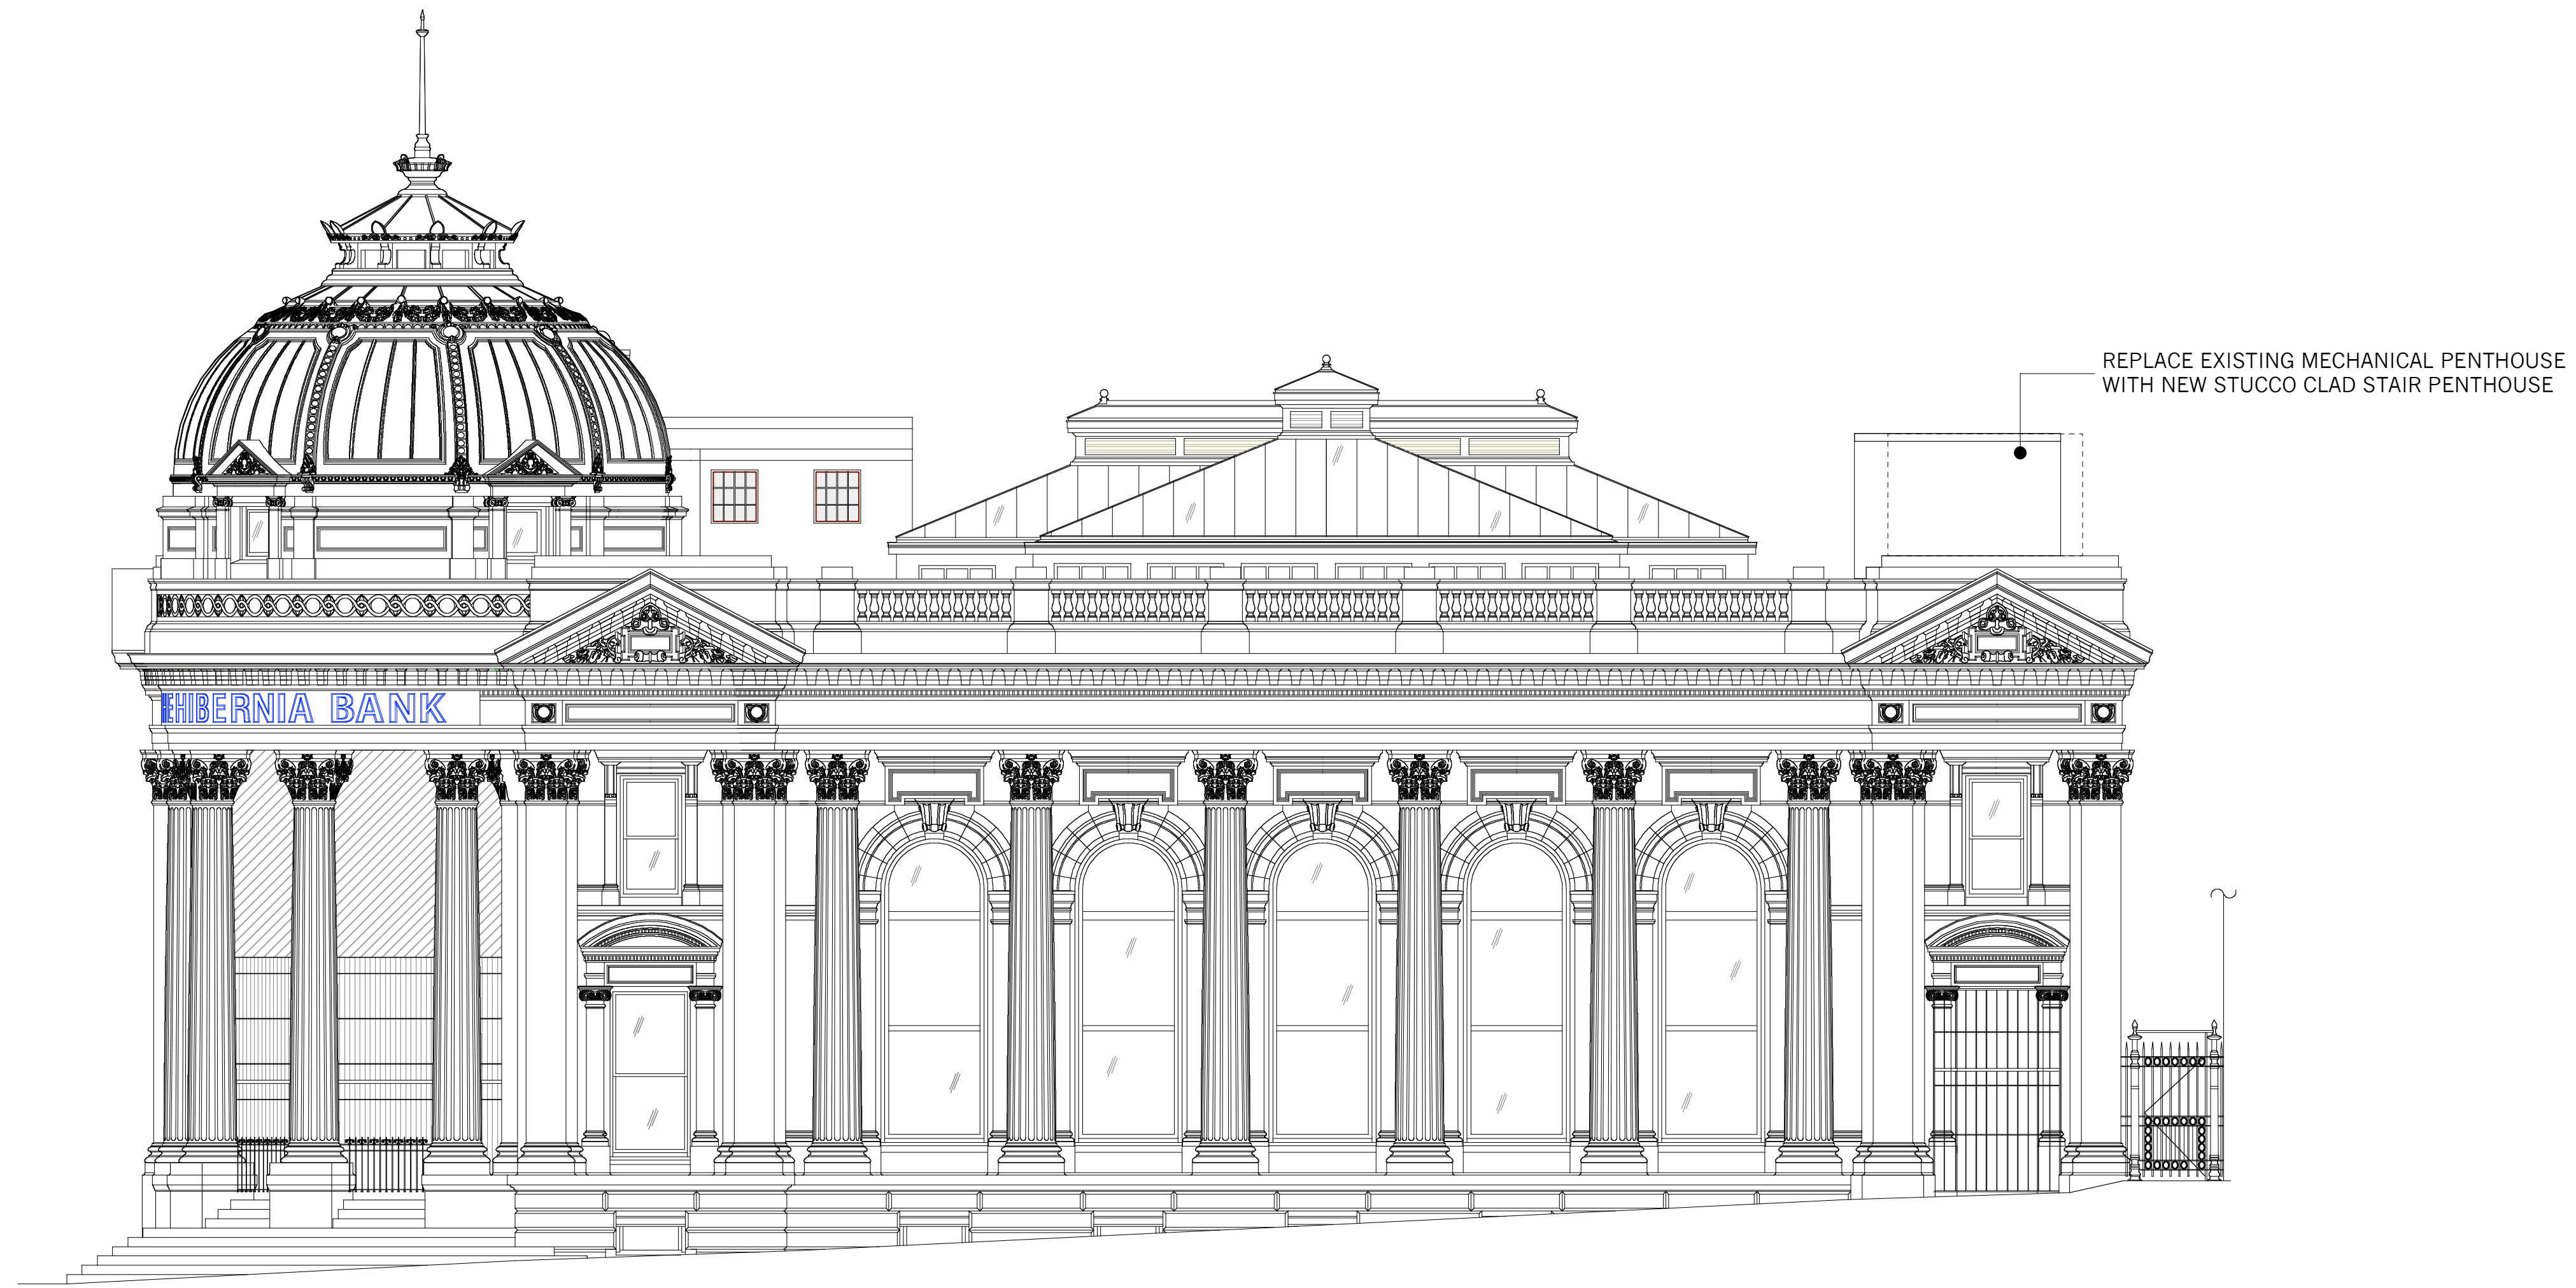 REPLACE EXISTING MECHANICAL PENTHOUSE
WITH NEW STUCCO CLAD STAIR PENTHOUSE
HIBERNIA BANK